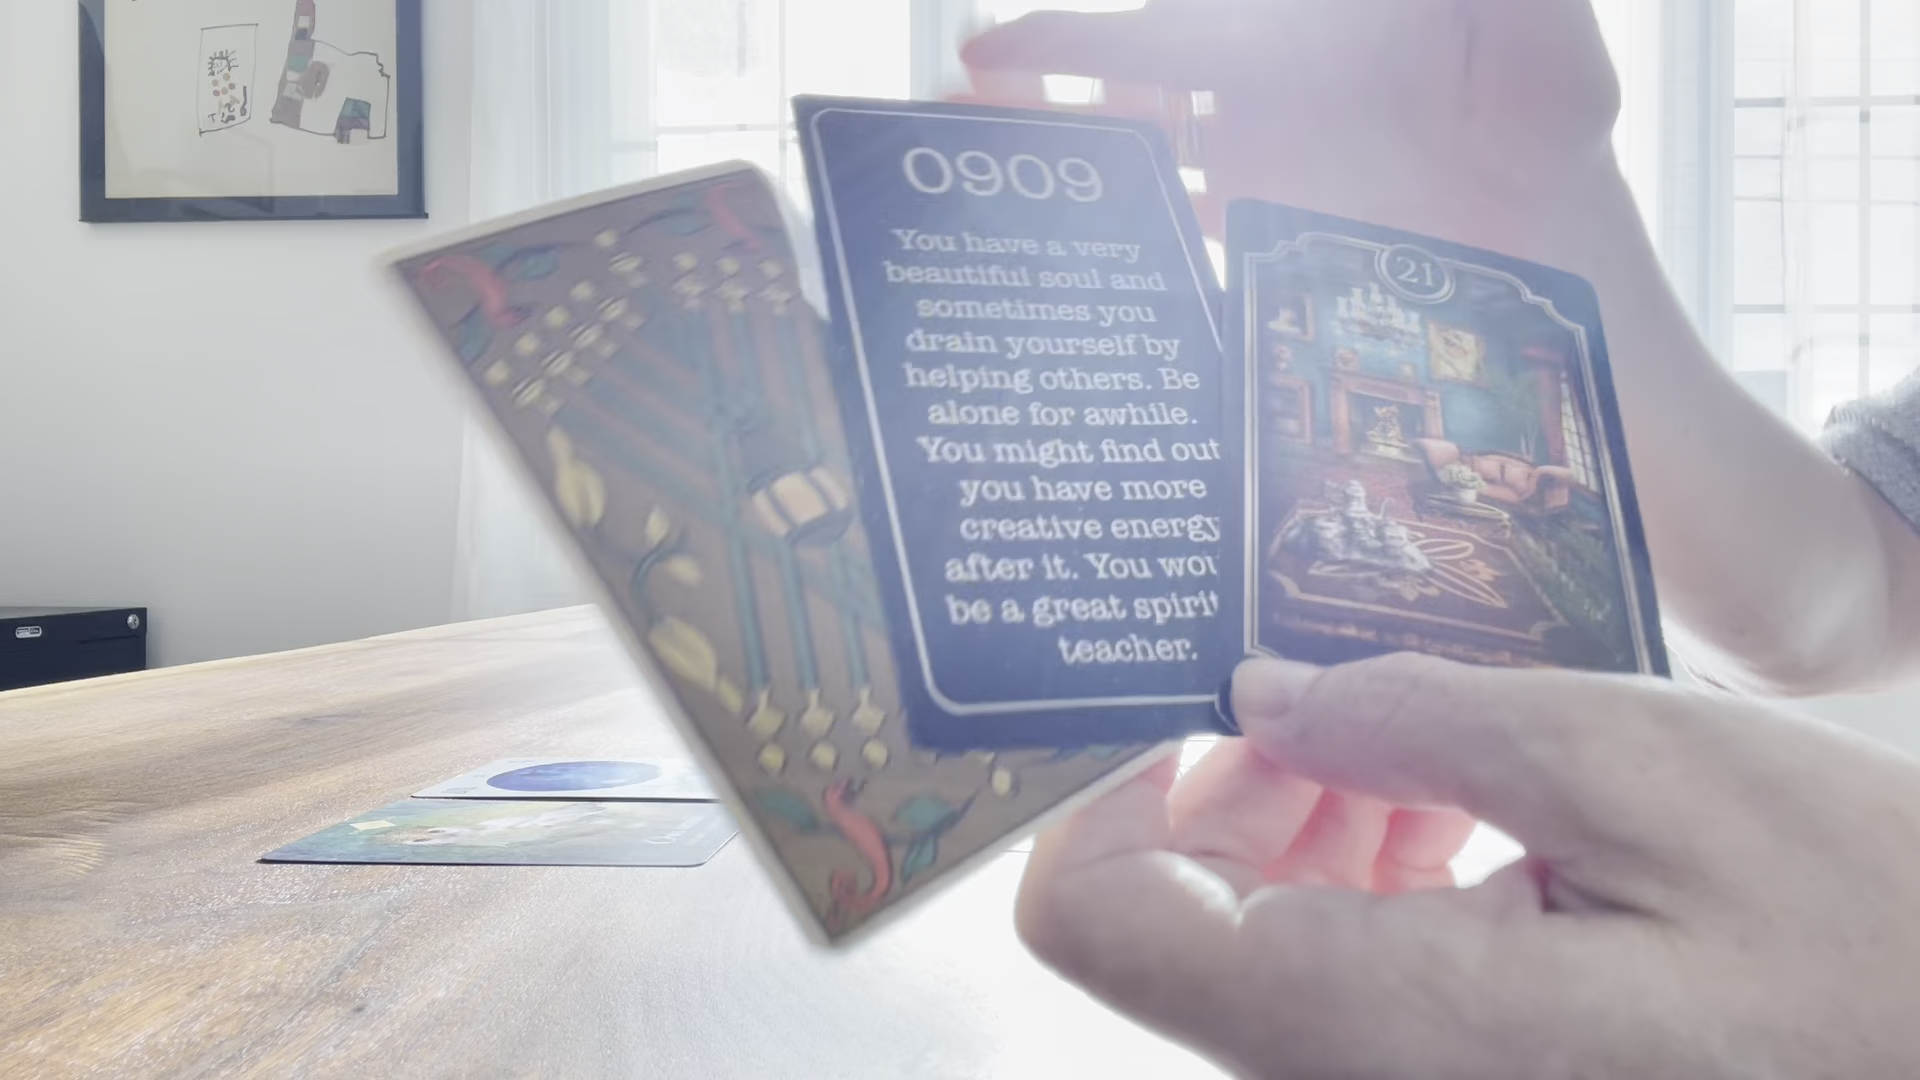 0909
You have a very
beautiful soul and
sometimes you
drain yourself by
helping others. Be
alone for awhile.
You might find out
you have more
creative energy
after it. You wou
be a great spirit
teacher.
21